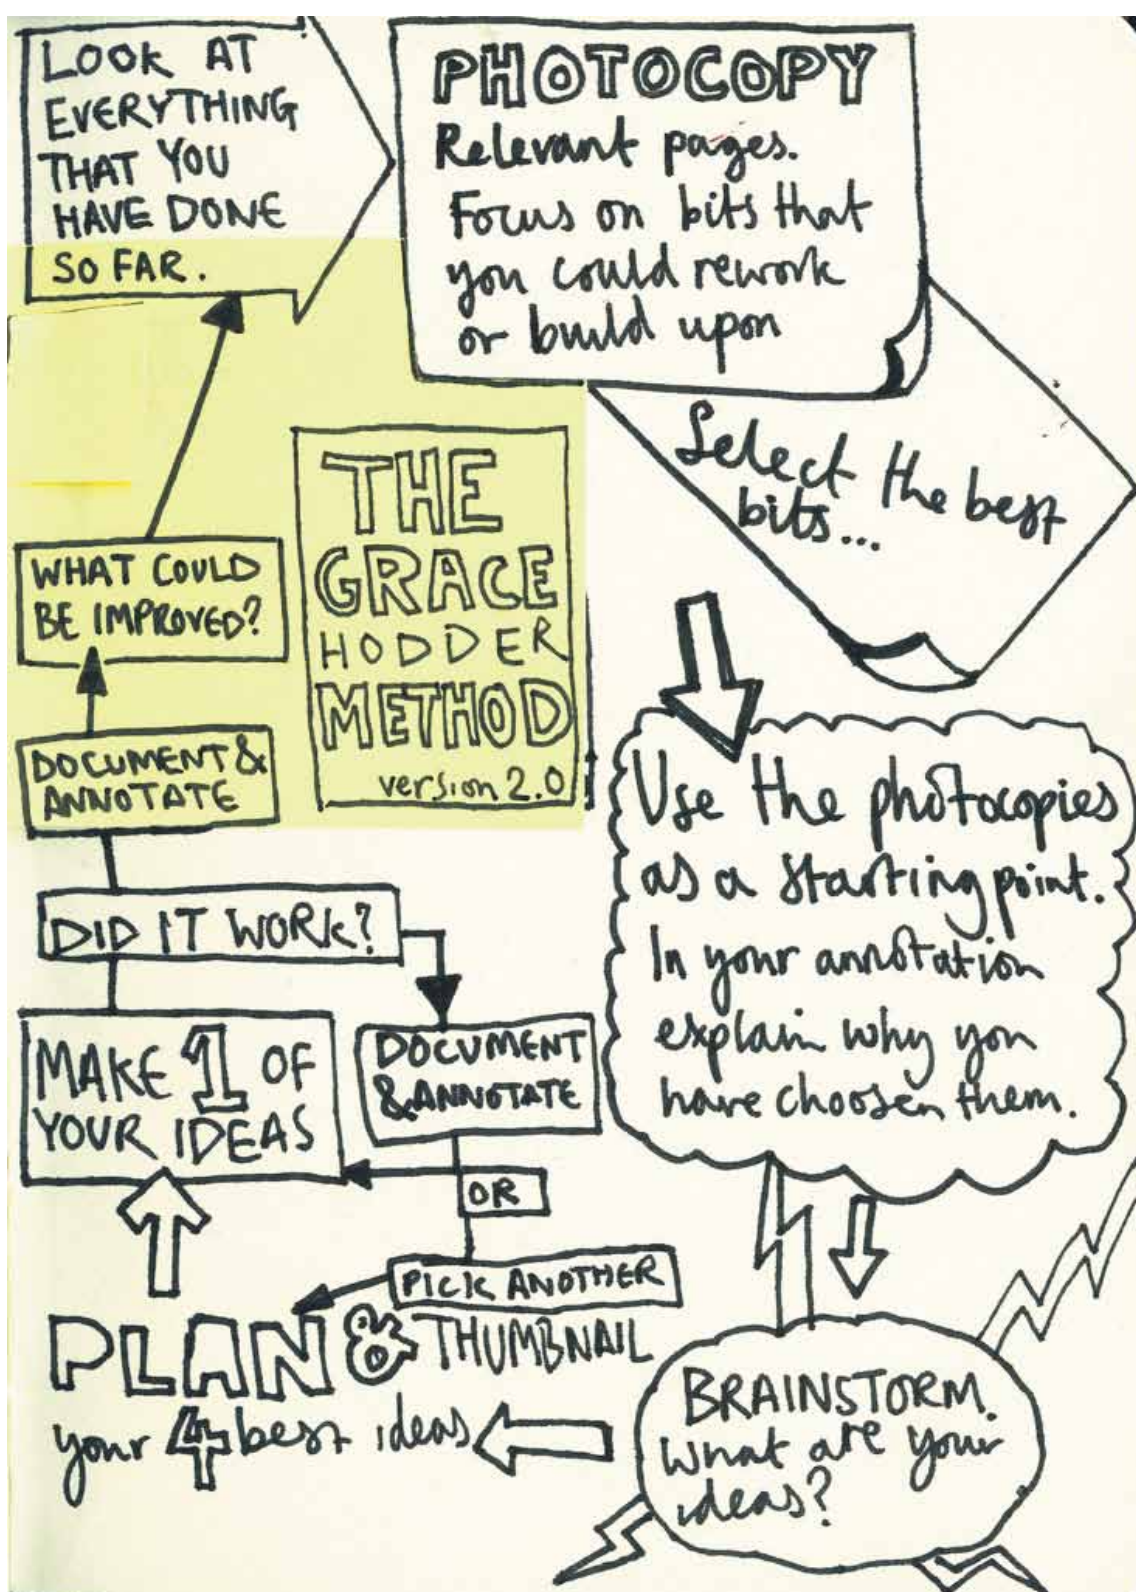 LOOK AT
EVERYTHING
THAT YOU
HAVE DONE
SO FAR.
PHOTOCOPY
Relevant pages.
Focus on bits that
you could rework
or build upon
Select the best
bits...
Use the photocopies
as a starting point.
In your annotation
explain why you
have choosen them.
BRAINSTORM.
What are your
ideas?
PLAN & THUMBNAIL
your 4 best ideas
MAKE 1 OF
YOUR IDEAS
DID IT WORK?
DOCUMENT
& ANNOTATE
OR
PICK ANOTHER
DOCUMENT &
ANNOTATE
WHAT COULD
BE IMPROVED?
THE
GRACE
HODDER
METHOD
version 2.0